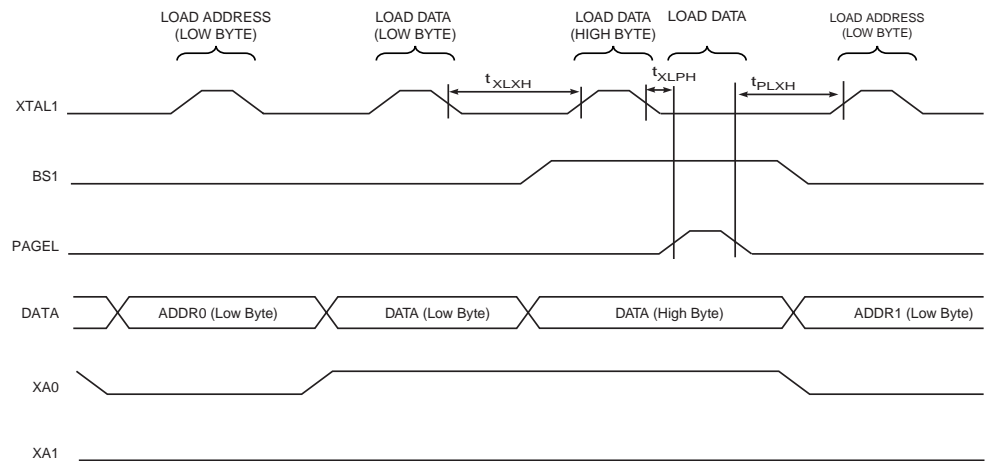 LOAD ADDRESS
(LOW BYTE)
LOAD DATA
(LOW BYTE)
LOAD DATA
(HIGH BYTE)
LOAD DATA
LOAD ADDRESS
(LOW BYTE)
tXLXH
tXLPH
tPLXH
XTAL1
BS1
PAGEL
DATA
ADDR0 (Low Byte)
DATA (Low Byte)
DATA (High Byte)
ADDR1 (Low Byte)
XA0
XA1